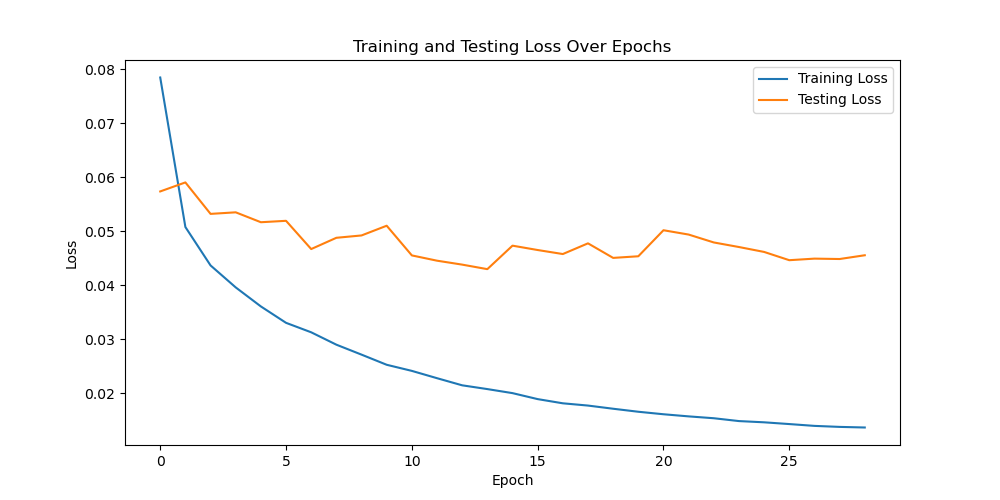 Training and Testing Loss Over Epochs
Training Loss
Testing Loss
Loss
0.08
0.07
0.06
0.05
0.04
0.03
0.02
0 5 10 15 20 25
Epoch